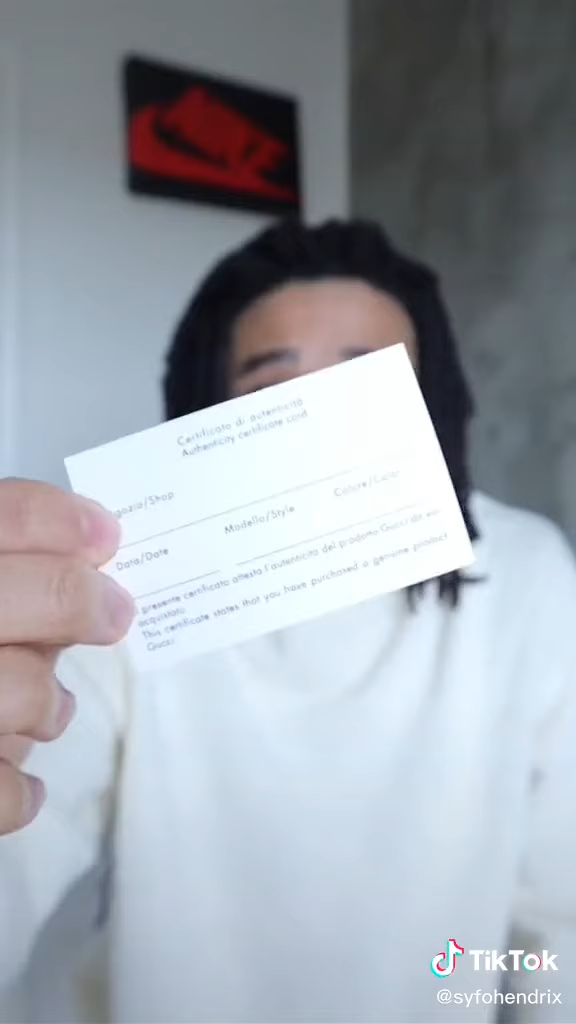 Certificato di autenticità
Authenticity certificate card
gozio/Shop
Modello/Style
Colore/Color
Data/Date
presente certificato attesta l'autenticità del prodotto Gucci da voi
acquistato
This certificate states that you have purchased a genuine product
Gucci
TikTok
@syfohendrix